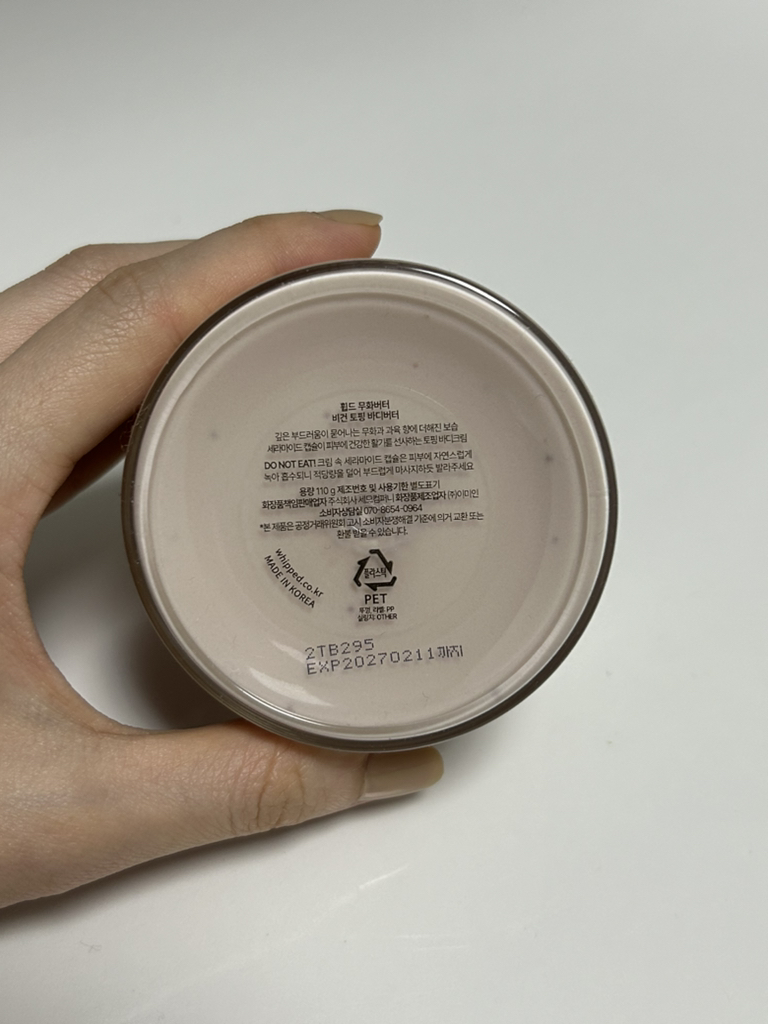 휩드 무화버터
비건 토핑 바디버터
깊은 부드러움이 묻어나는 무화과 과육 향에 더해진 보습
세라마이드 캡슐이 피부에 건강한 활기를 선사하는 토핑 바디크림
DO NOT EAT! 크림 속 세라마이드 캡슐은 피부에 자연스럽게
녹아 흡수되니 적당량을 덜어 부드럽게 마사지하듯 발라주세요
용량 110 g 제조번호 및 사용기한 별도표기
화장품책임판매업자 주식회사 세므컴퍼니 화장품제조업자 (주)이미인
소비자상담실 070-8654-0964
*본 제품은 공정거래위원회 고시 소비자분쟁해결 기준에 의거 교환 또는
환불 받을 수 있습니다.
whipped.co.kr
MADE IN KOREA
플라스틱
PET
뚜껑, 라벨: PP
실링지: OTHER
2TB295
EXP20270211까지